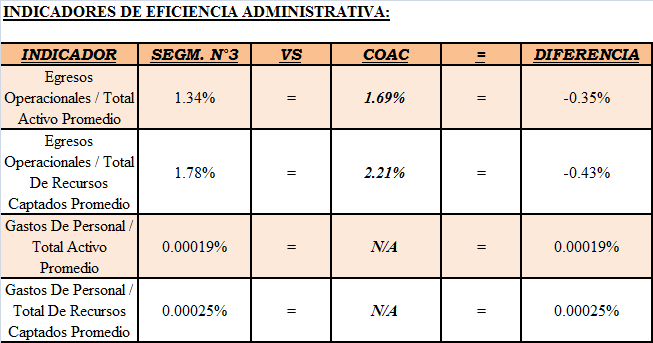 INDICADORES DE EFICIENCIA ADMINISTRATIVA:
INDICADOR SEGM. N°3 VS COAC = DIFERENCIA
Egresos
Operacionales / Total
Activo Promedio
1.34% = 1.69% = -0.35%
Egresos
Operacionales / Total
De Recursos
Captados Promedio
1.78% = 2.21% = -0.43%
Gastos De Personal /
Total Activo
Promedio
0.00019% = N/A = 0.00019%
Gastos De Personal /
Total De Recursos
Captados Promedio
0.00025% = N/A = 0.00025%